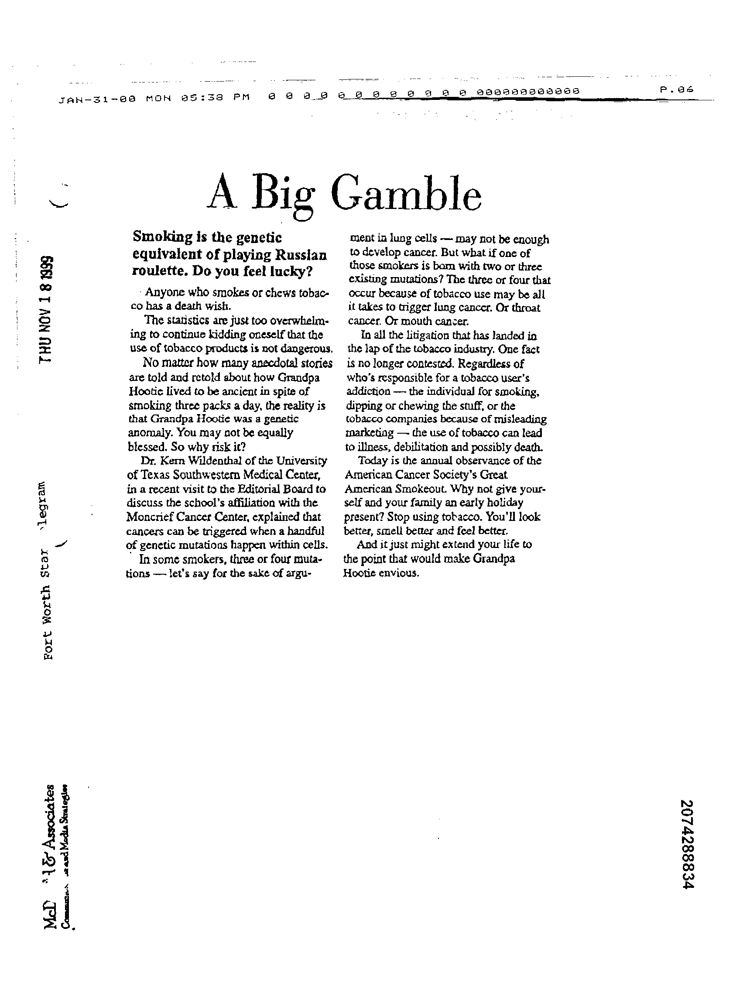 JAN-31-00 MON 05:38 PM 0 0 0 0 0 0 0 0 0 0 0 0 000000000000 P.06
A Big Gamble
Smoking is the genetic
equivalent of playing Russian
roulette. Do you feel lucky?
Anyone who smokes or chews tobac-
co has a death wish.
The statistics are just too overwhelm-
ing to continue kidding oneself that the
use of tobacco products is not dangerous.
No matter how many anecdotal stories
are told and retold about how Grandpa
Hootie lived to be ancient in spite of
smoking three packs a day, the reality is
that Grandpa Hootie was a genetic
anomaly. You may not be equally
blessed. So why risk it?
Dr. Kern Wildenthal of the University
of Texas Southwestern Medical Center,
in a recent visit to the Editorial Board to
discuss the school's affiliation with the
Moncrief Cancer Center, explained that
cancers can be triggered when a handful
of genetic mutations happen within cells.
In some smokers, three or four muta-
tions — let's say for the sake of argu-
ment in lung cells — may not be enough
to develop cancer. But what if one of
those smokers is born with two or three
existing mutations? The three or four that
occur because of tobacco use may be all
it takes to trigger lung cancer. Or throat
cancer. Or mouth cancer.
In all the litigation that has landed in
the lap of the tobacco industry. One fact
is no longer contested. Regardless of
who's responsible for a tobacco user's
addiction — the individual for smoking,
dipping or chewing the stuff, or the
tobacco companies because of misleading
marketing — the use of tobacco can lead
to illness, debilitation and possibly death.
Today is the annual observance of the
American Cancer Society's Great
American Smokeout. Why not give your-
self and your family an early holiday
present? Stop using tobacco. You'll look
better, smell better and feel better.
And it just might extend your life to
the point that would make Grandpa
Hootie envious.
THU NOV 18 1999
Fort Worth Star legram
McD & Associates
and Media Strategies
2074288834